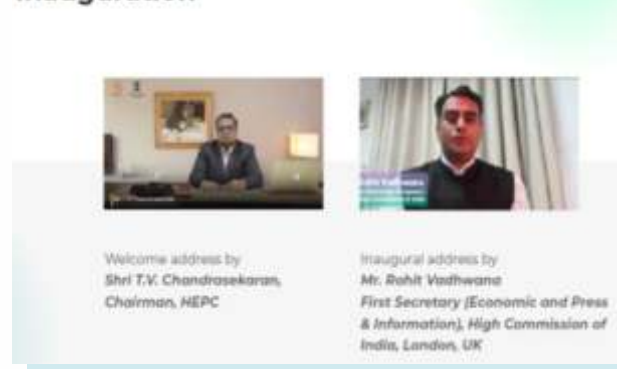 Welcome address by
Shri T.V. Chandrasekaran,
Chairman, HEPC
Inaugural address by
Mr. Rohit Vadhwana
First Secretary (Economic and Press
& Information), High Commission of
India, London, UK